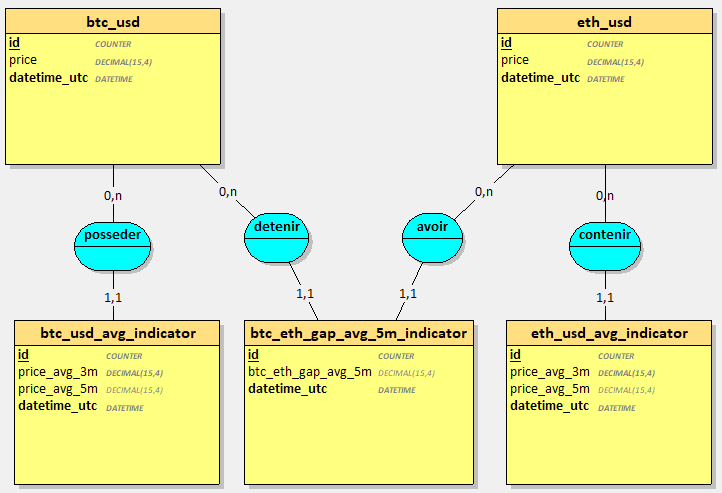 btc_usd
id COUNTER
price DECIMAL(15,4)
datetime_utc DATETIME
eth_usd
id COUNTER
price DECIMAL(15,4)
datetime_utc DATETIME
0,n
0,n
0,n
0,n
posseder
detenir
avoir
contenir
1,1
1,1
1,1
1,1
btc_usd_avg_indicator
id COUNTER
price_avg_3m DECIMAL(15,4)
price_avg_5m DECIMAL(15,4)
datetime_utc DATETIME
btc_eth_gap_avg_5m_indicator
id COUNTER
btc_eth_gap_avg_5m DECIMAL(15,4)
datetime_utc DATETIME
eth_usd_avg_indicator
id COUNTER
price_avg_3m DECIMAL(15,4)
price_avg_5m DECIMAL(15,4)
datetime_utc DATETIME